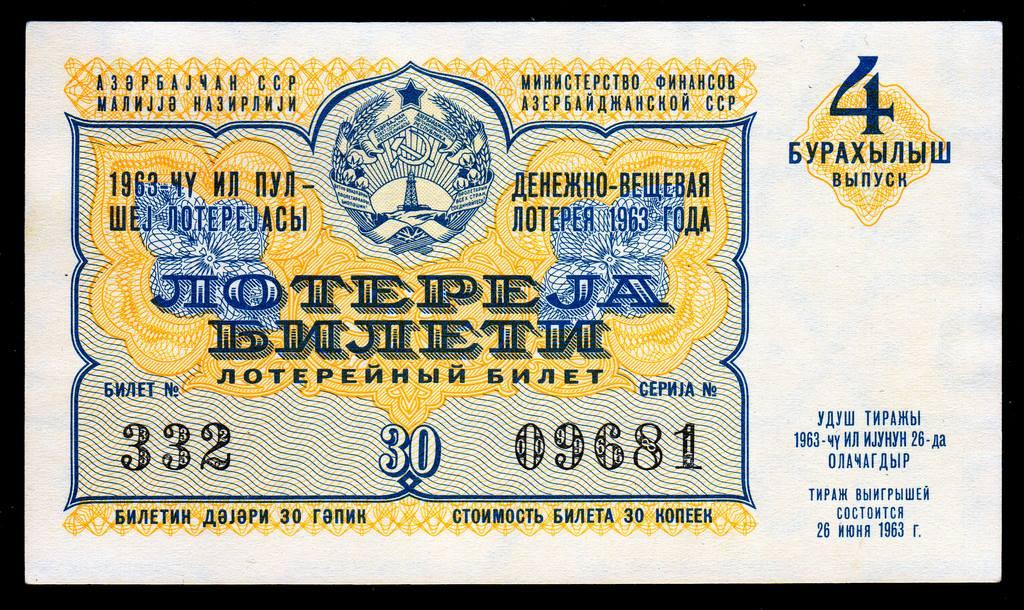 АЗӘРБАЈҸАН ССР
МАЛИЈЈӘ НАЗИРЛИЈИ
МИНИСТЕРСТВО ФИНАНСОВ
АЗЕРБАЙДЖАНСКОЙ ССР
4
БУРАХЫЛЫШ
ВЫПУСК
1963-ЧҮ ИЛ ПУЛ-
ШЕЈ ЛОТЕРЕЈАСЫ
ДЕНЕЖНО-ВЕЩЕВАЯ
ЛОТЕРЕЯ 1963 ГОДА
ЛОТЕРЕЈА
БИЛЕТИ
ЛОТЕРЕЙНЫЙ БИЛЕТ
БИЛЕТ №
СЕРИЈА №
332
30
09681
БИЛЕТИН ДӘЈӘРИ 30 ГӘПИК
СТОИМОСТЬ БИЛЕТА 30 КОПЕЕК
УДУШ ТИРАЖЫ
1963-чү ИЛ ИЈУНУН 26-да
ОЛАЧАГДЫР
ТИРАЖ ВЫИГРЫШЕЙ
СОСТОИТСЯ
26 ИЮНЯ 1963 г.